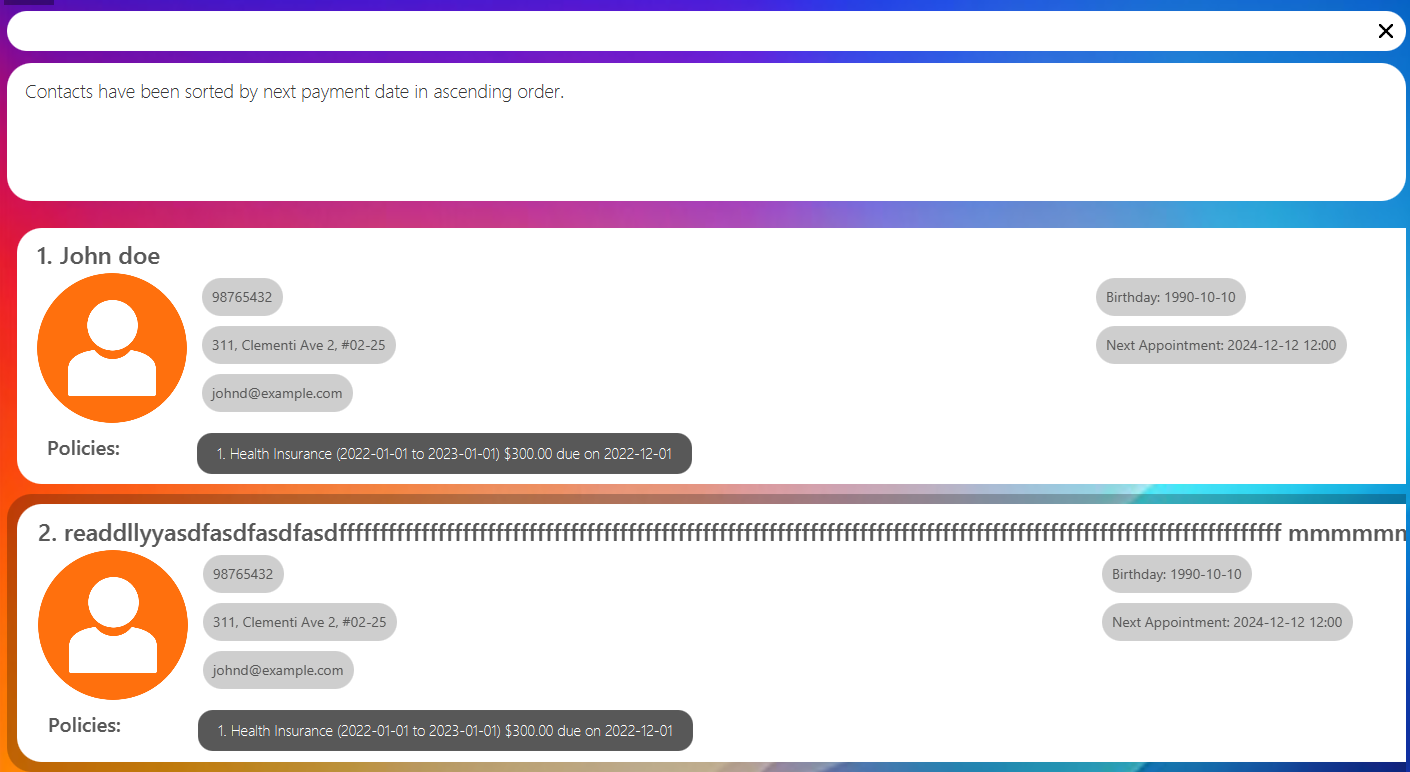 Contacts have been sorted by next payment date in ascending order.
1. John doe
98765432
Birthday: 1990-10-10
311, Clementi Ave 2, #02-25
Next Appointment: 2024-12-12 12:00
johnd@example.com
Policies:
1. Health Insurance (2022-01-01 to 2023-01-01) $300.00 due on 2022-12-01
2.
98765432
Birthday: 1990-10-10
311, Clementi Ave 2, #02-25
Next Appointment: 2024-12-12 12:00
johnd@example.com
Policies:
1. Health Insurance (2022-01-01 to 2023-01-01) $300.00 due on 2022-12-01